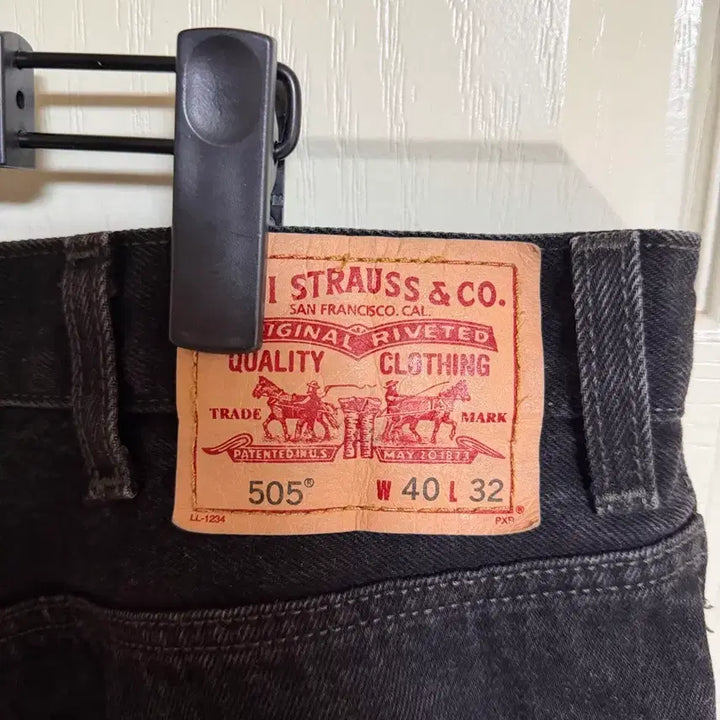 I STRAUSS & CO.
SAN FRANCISCO. CAL.
ORIGINAL RIVETED
QUALITY CLOTHING
TRADE MARK
PATENTED IN U.S. MAY 20 1873
505® W 40 L 32
LL-1234 PXR®